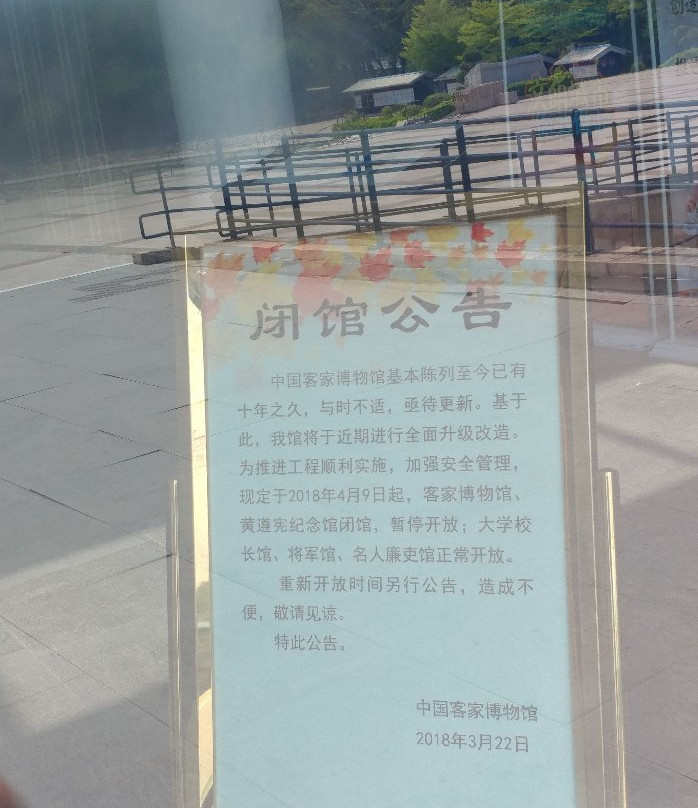 闭馆公告
中国客家博物馆基本陈列至今已有
十年之久，与时不适，亟待更新。基于
此，我馆将于近期进行全面升级改造。
为推进工程顺利实施，加强安全管理，
现定于2018年4月9日起，客家博物馆、
黄遵宪纪念馆闭馆，暂停开放；大学校
长馆、将军馆、名人廉吏馆正常开放。
重新开放时间另行公告，造成不
便，敬请见谅。
特此公告。
中国客家博物馆
2018年3月22日